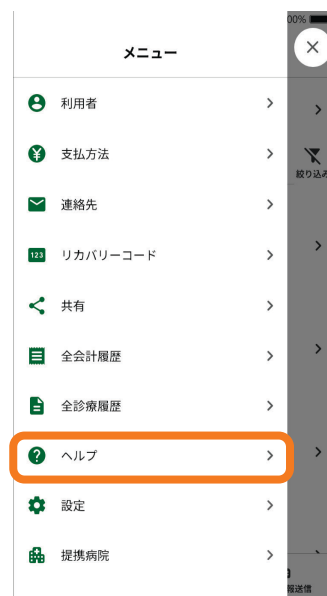 00%
メニュー
利用者
支払方法
絞り込み
連絡先
123 リカバリーコード
共有
全会計履歴
全診療履歴
? ヘルプ
設定
提携病院
報送信